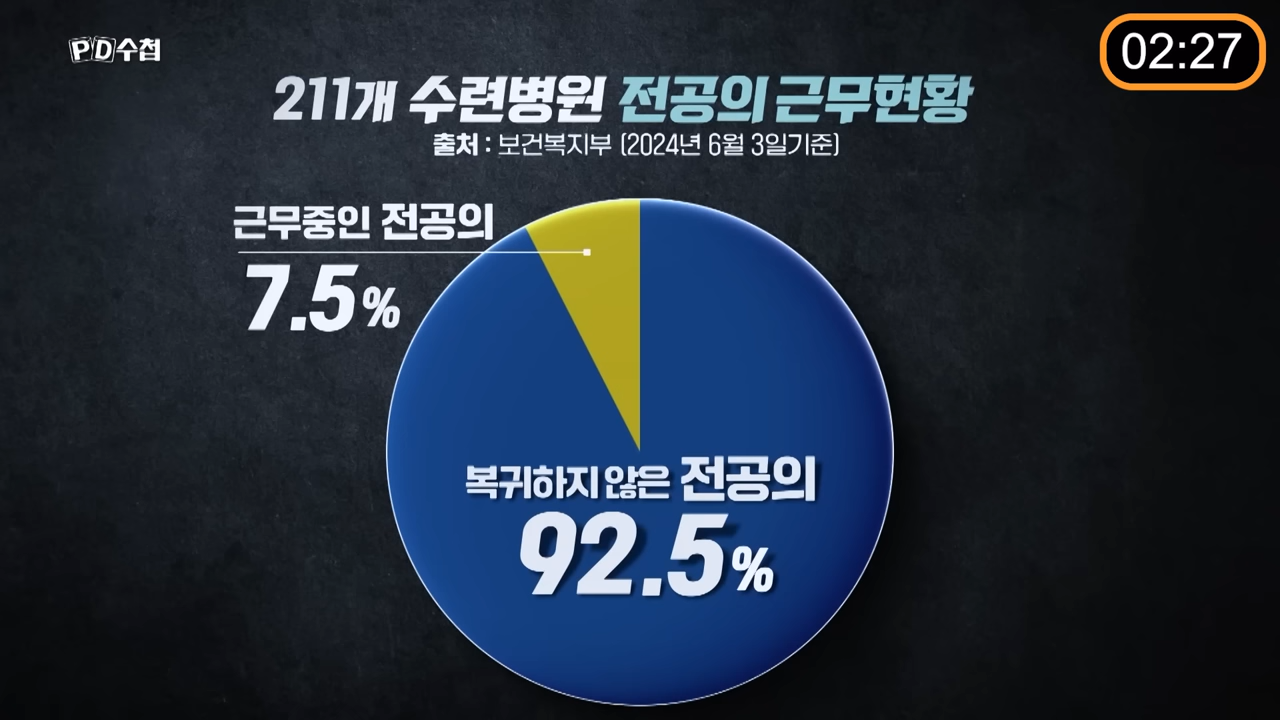 PD수첩
02:27
211개 수련병원 전공의 근무현황
출처 : 보건복지부 (2024년 6월 3일기준)
근무중인 전공의
7.5%
복귀하지 않은 전공의
92.5%